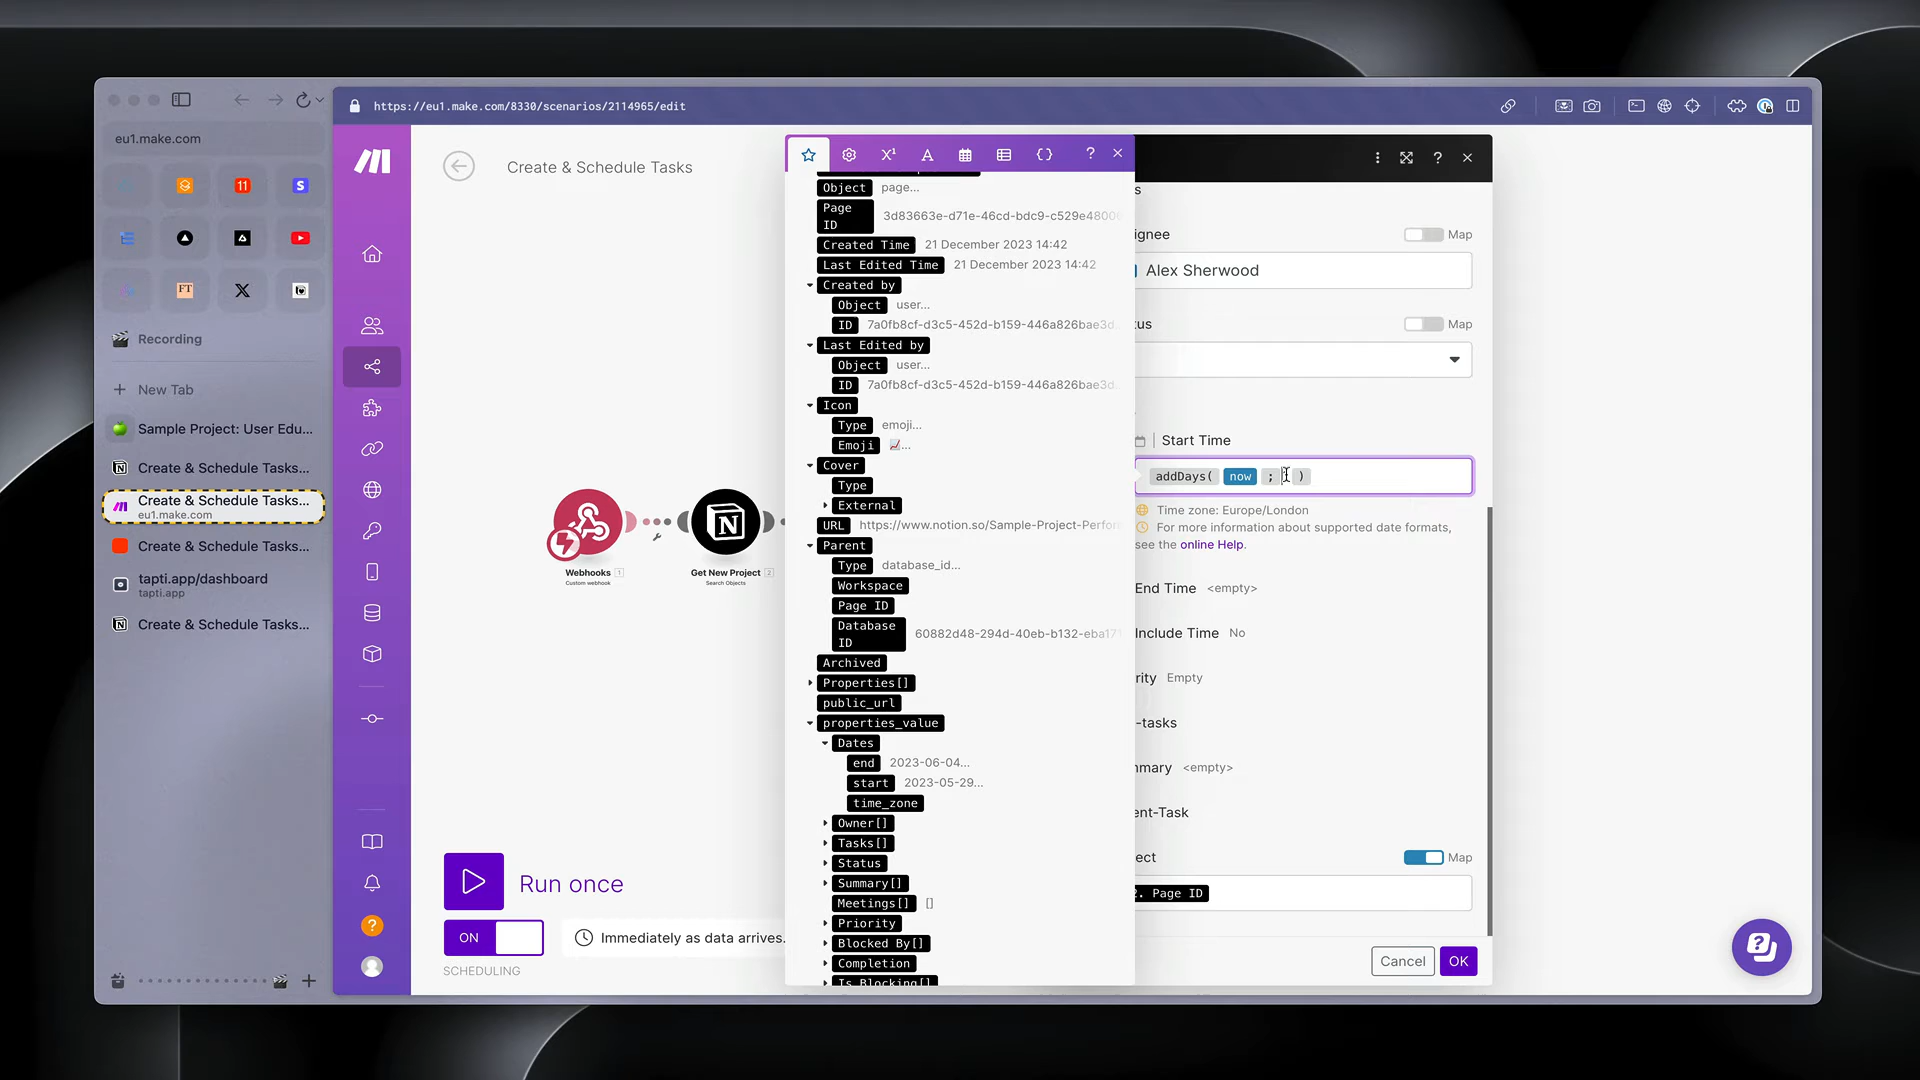 eu1.make.com
11
S
FT
X
Recording
New Tab
Sample Project: User Edu...
Create & Schedule Tasks...
Create & Schedule Tasks...
eu1.make.com
Create & Schedule Tasks...
tapti.app/dashboard
tapti.app
Create & Schedule Tasks...
https://eu1.make.com/8330/scenarios/2114965/edit
Create & Schedule Tasks
Webhooks 1
Custom webhook
Get New Project 2
Search Objects
Run once
ON
Immediately as data arrives.
SCHEDULING
Object page...
Page
ID
3d83663e-d71e-46cd-bdc9-c529e4800
Created Time 21 December 2023 14:42
Last Edited Time 21 December 2023 14:42
Created by
Object user...
ID 7a0fb8cf-d3c5-452d-b159-446a826bae3d.
Last Edited by
Object user...
ID 7a0fb8cf-d3c5-452d-b159-446a826bae3d.
Icon
Type emoji...
Emoji 📈...
Cover
Type
External
URL https://www.notion.so/Sample-Project-Perfor
Parent
Type database_id...
Workspace
Page ID
Database
ID
60882d48-294d-40eb-b132-eba171
Archived
Properties[]
public_url
properties_value
Dates
end 2023-06-04...
start 2023-05-29...
time_zone
Owner[]
Tasks[]
Status
Summary[]
Meetings[] []
Priority
Blocked By[]
Completion
Is Blocking[]
s
ignee Map
Alex Sherwood
tus Map
Start Time
addDays( now ; )
Time zone: Europe/London
For more information about supported date formats,
see the online Help.
End Time <empty>
Include Time No
rity Empty
-tasks
mary <empty>
ent-Task
ect Map
2. Page ID
Cancel OK